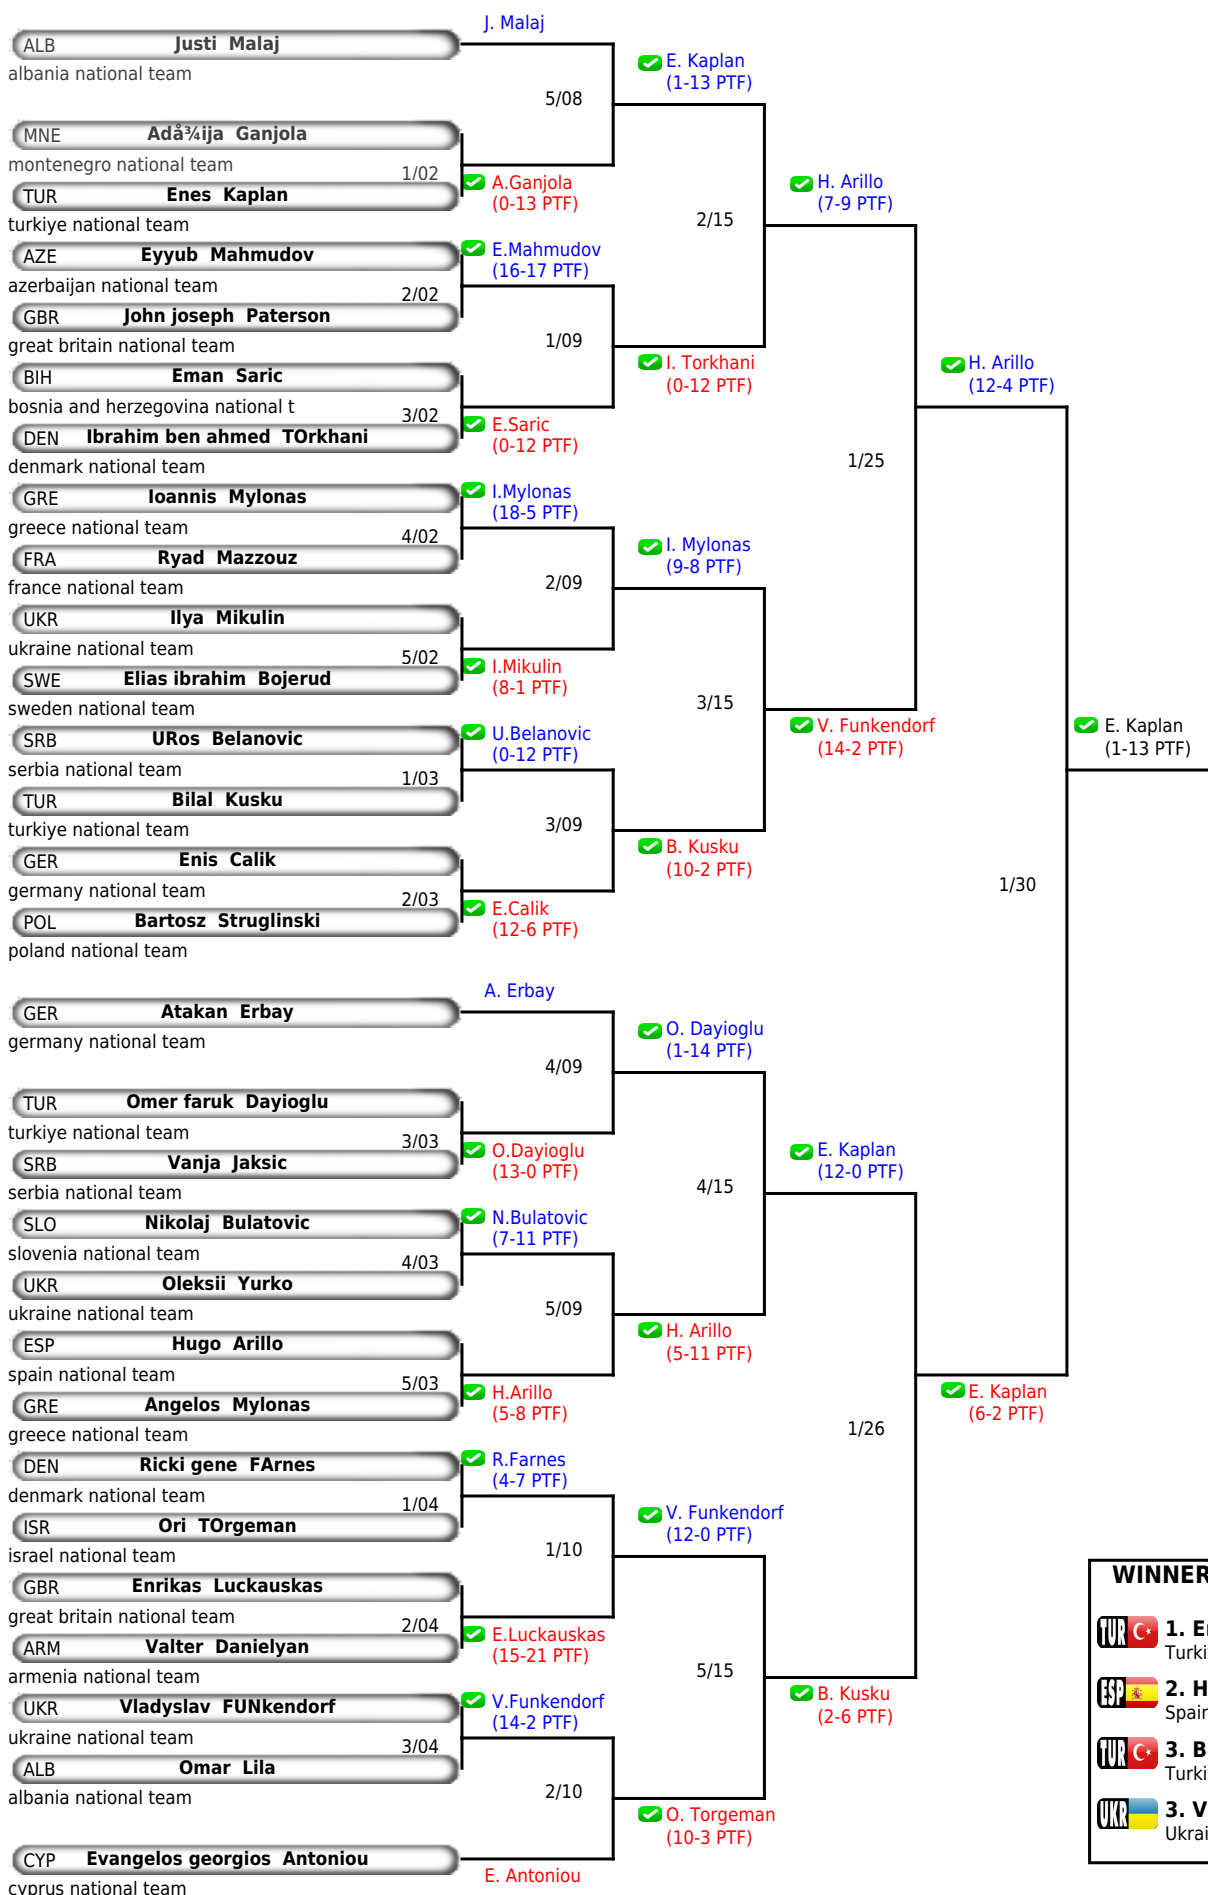 J. Malaj
ALB Justi Malaj
albania national team
E. Kaplan
(1-13 PTF)
5/08
MNE Adå¾ija Ganjola
montenegro national team
1/02
A.Ganjola
(0-13 PTF)
TUR Enes Kaplan
turkiye national team
H. Arillo
(7-9 PTF)
2/15
AZE Eyyub Mahmudov
azerbaijan national team
E.Mahmudov
(16-17 PTF)
2/02
GBR John joseph Paterson
great britain national team
1/09
I. Torkhani
(0-12 PTF)
H. Arillo
(12-4 PTF)
BIH Eman Saric
bosnia and herzegovina national t
3/02
E.Saric
(0-12 PTF)
DEN Ibrahim ben ahmed TOrkhani
denmark national team
1/25
GRE Ioannis Mylonas
greece national team
I.Mylonas
(18-5 PTF)
4/02
FRA Ryad Mazzouz
france national team
I. Mylonas
(9-8 PTF)
2/09
UKR Ilya Mikulin
ukraine national team
5/02
I.Mikulin
(8-1 PTF)
SWE Elias ibrahim Bojerud
sweden national team
3/15
V. Funkendorf
(14-2 PTF)
E. Kaplan
(1-13 PTF)
SRB URos Belanovic
serbia national team
U.Belanovic
(0-12 PTF)
1/03
TUR Bilal Kusku
turkiye national team
3/09
B. Kusku
(10-2 PTF)
GER Enis Calik
germany national team
2/03
E.Calik
(12-6 PTF)
POL Bartosz Struglinski
poland national team
1/30
A. Erbay
GER Atakan Erbay
germany national team
O. Dayioglu
(1-14 PTF)
4/09
TUR Omer faruk Dayioglu
turkiye national team
3/03
O.Dayioglu
(13-0 PTF)
SRB Vanja Jaksic
serbia national team
E. Kaplan
(12-0 PTF)
4/15
SLO Nikolaj Bulatovic
slovenia national team
N.Bulatovic
(7-11 PTF)
4/03
UKR Oleksii Yurko
ukraine national team
5/09
H. Arillo
(5-11 PTF)
ESP Hugo Arillo
spain national team
5/03
H.Arillo
(5-8 PTF)
GRE Angelos Mylonas
greece national team
E. Kaplan
(6-2 PTF)
1/26
DEN Ricki gene FArnes
denmark national team
R.Farnes
(4-7 PTF)
1/04
ISR Ori TOrgeman
israel national team
V. Funkendorf
(12-0 PTF)
1/10
GBR Enrikas Luckauskas
great britain national team
2/04
E.Luckauskas
(15-21 PTF)
ARM Valter Danielyan
armenia national team
5/15
B. Kusku
(2-6 PTF)
UKR Vladyslav FUNkendorf
ukraine national team
V.Funkendorf
(14-2 PTF)
3/04
ALB Omar Lila
albania national team
2/10
O. Torgeman
(10-3 PTF)
CYP Evangelos georgios Antoniou
cyprus national team
E. Antoniou
WINNER
TUR 1. E
Turki
ESP 2. H
Spain
TUR 3. B
Turki
UKR 3. V
Ukrai